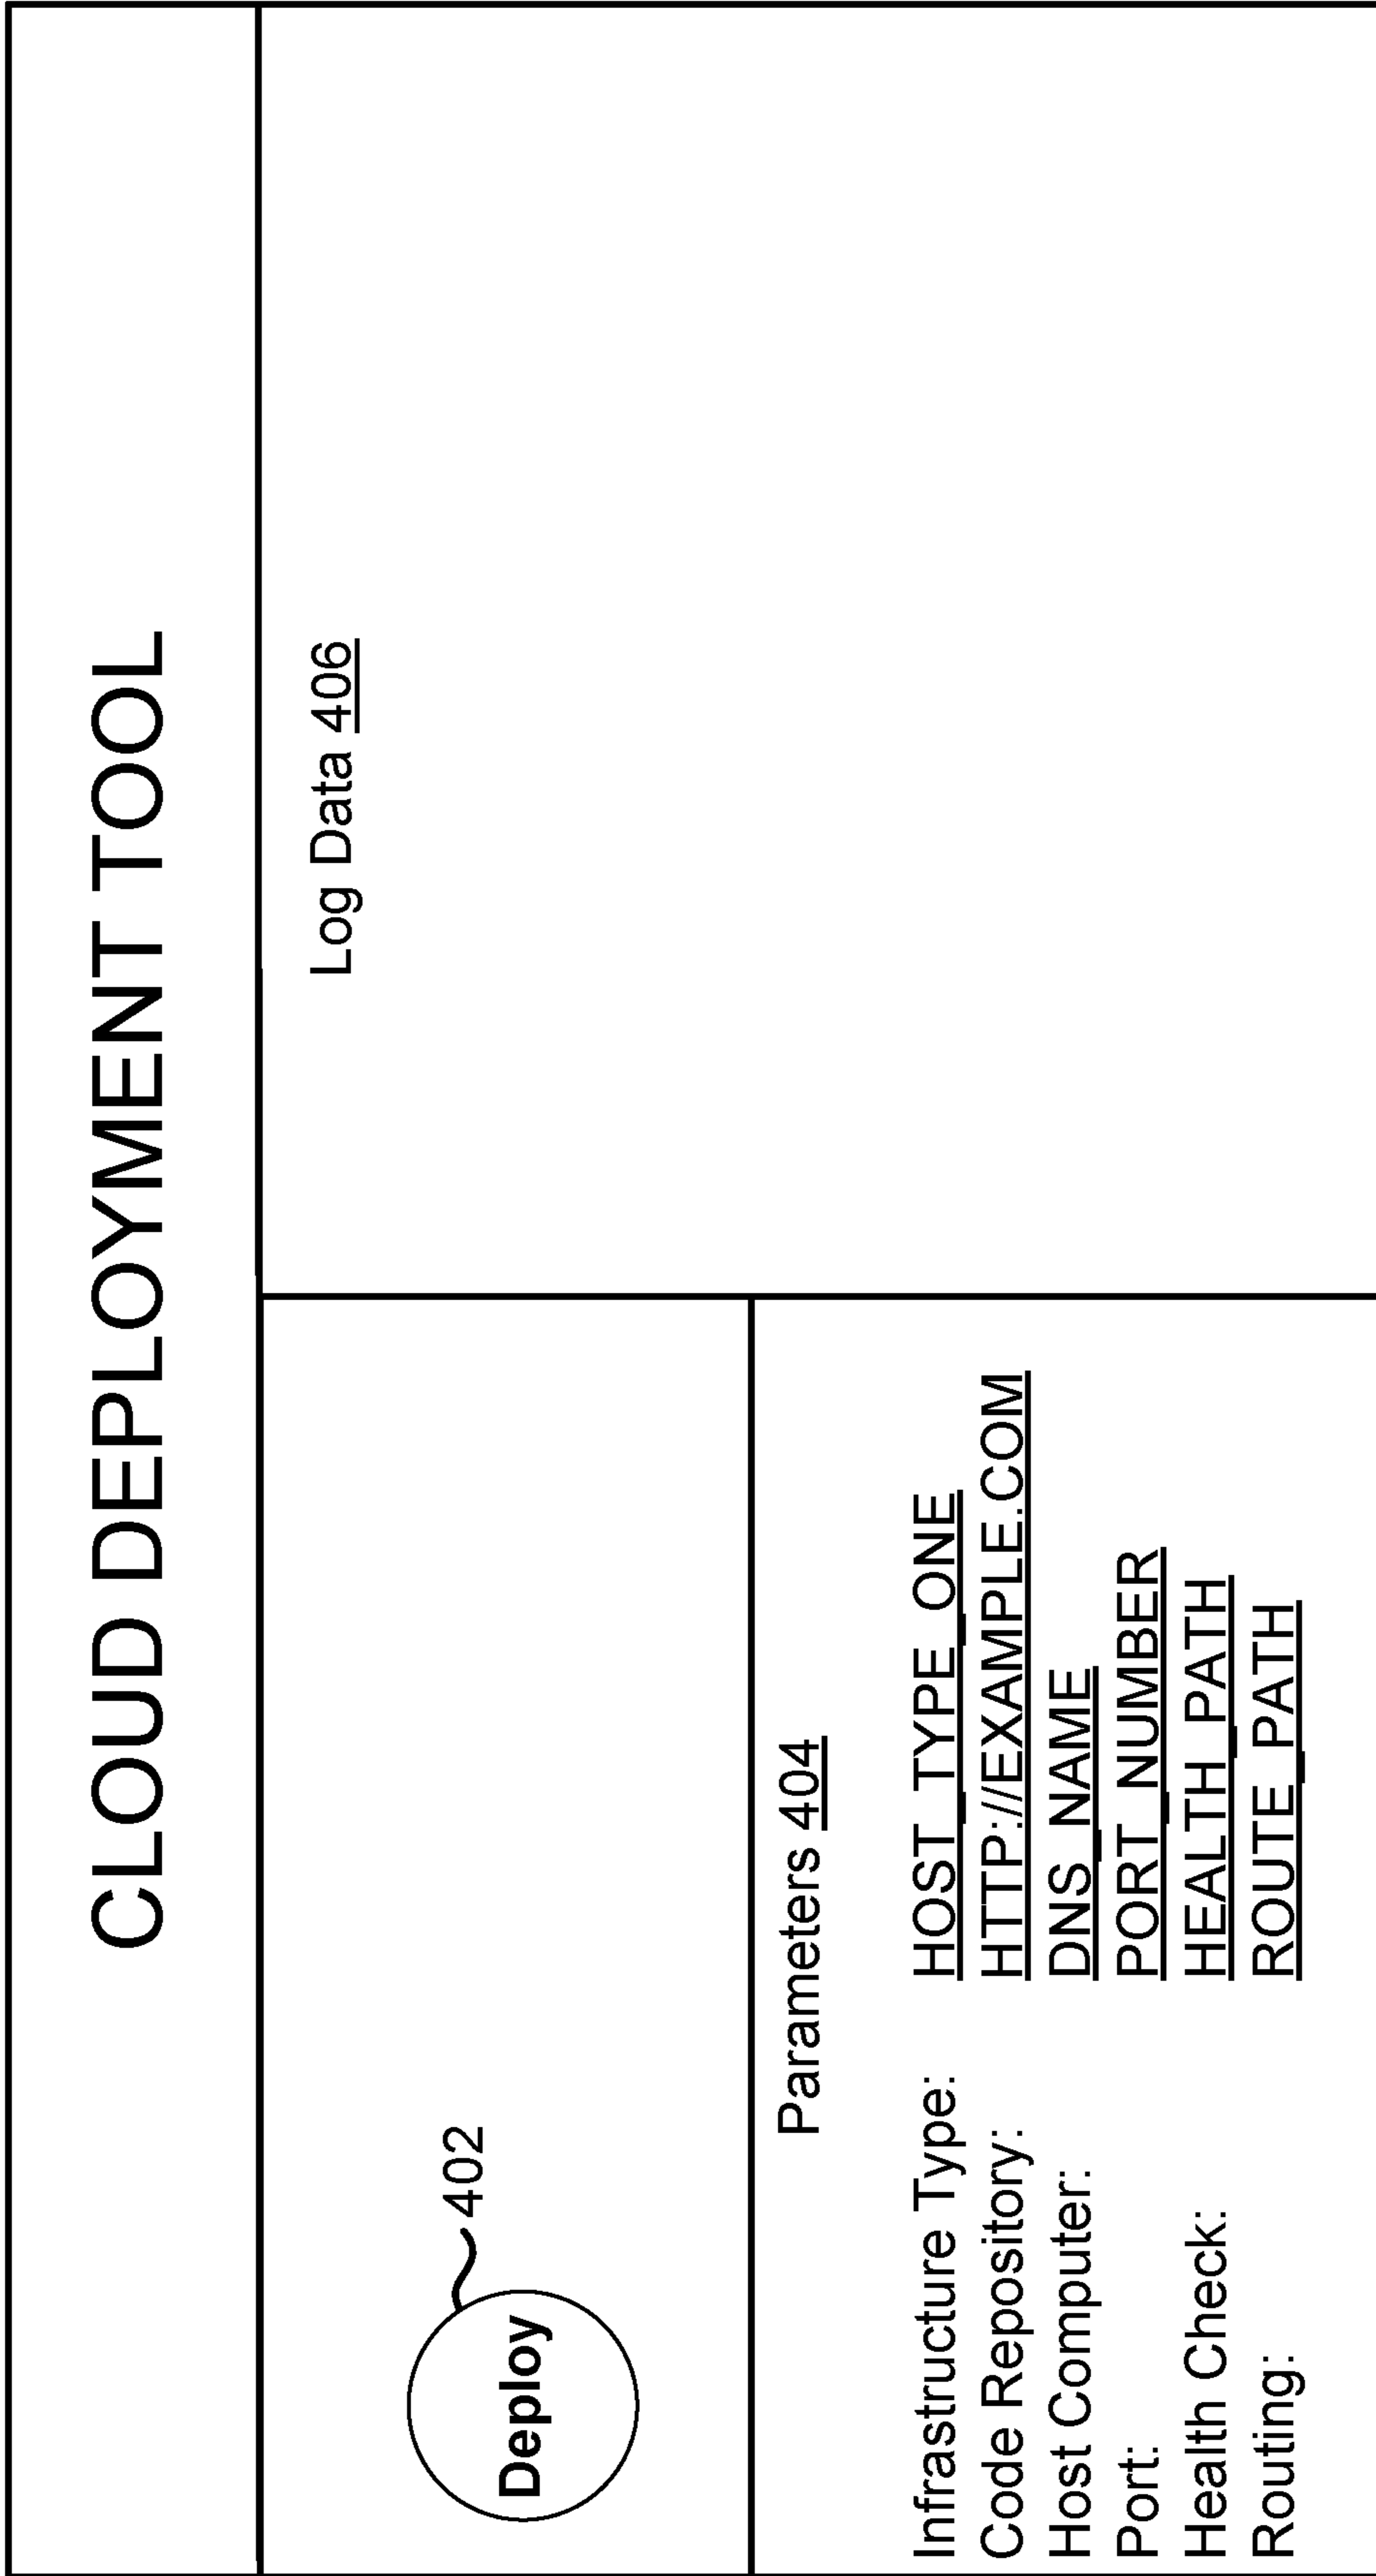 CLOUD DEPLOYMENT TOOL
Deploy
402
Parameters 404
Infrastructure Type: HOST_TYPE_ONE
Code Repository: HTTP://EXAMPLE.COM
Host Computer: DNS_NAME
Port: PORT_NUMBER
Health Check: HEALTH_PATH
Routing: ROUTE_PATH
Log Data 406